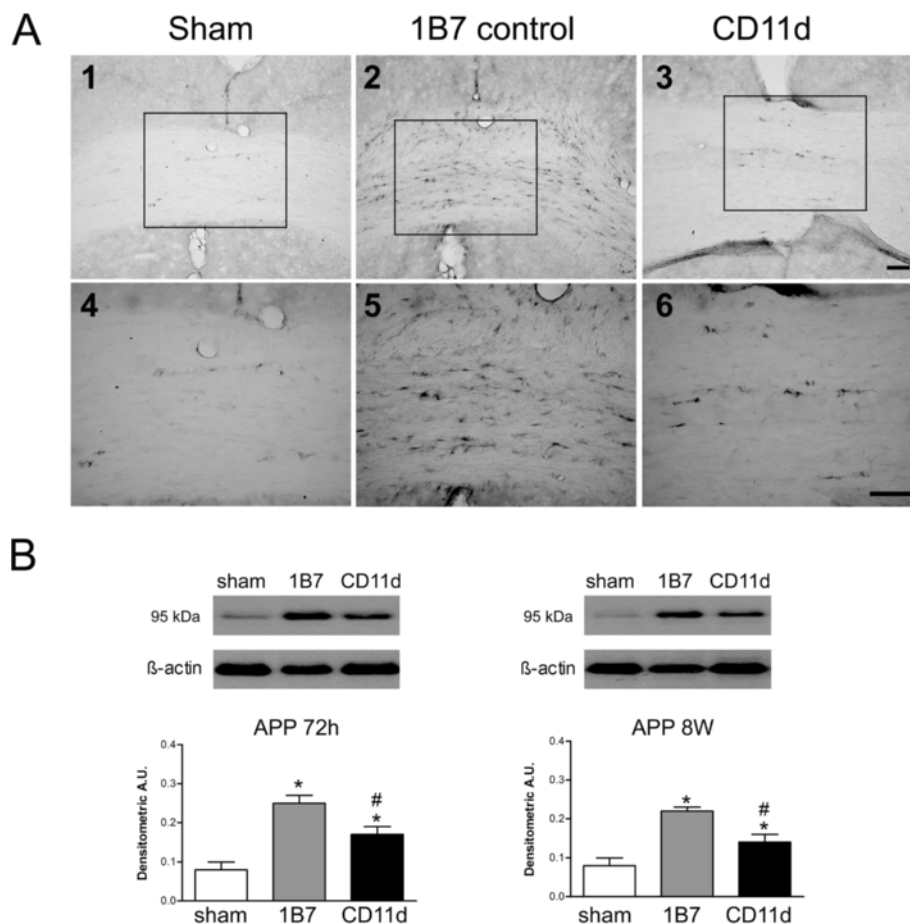 A
Sham 1B7 control CD11d
1 2 3
4 5 6
B
sham 1B7 CD11d
95 kDa
ß-actin
sham 1B7 CD11d
95 kDa
ß-actin
APP 72h
Densitometric A.U.
0.4
0.3
0.2
0.1
0.0
*
#
*
sham 1B7 CD11d
APP 8W
Densitometric A.U.
0.4
0.3
0.2
0.1
0.0
*
#
*
sham 1B7 CD11d